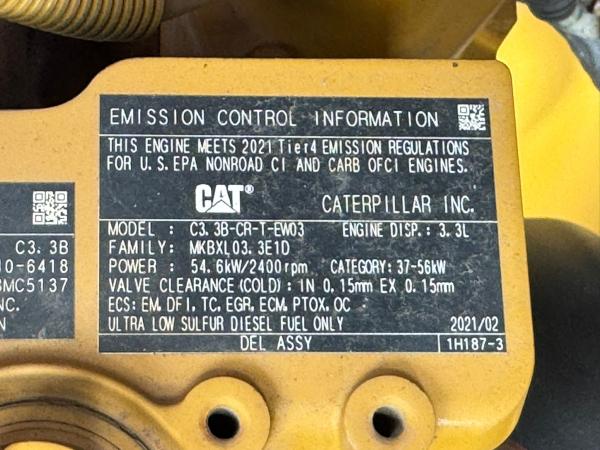 EMISSION CONTROL INFORMATION
THIS ENGINE MEETS 2021 Tier4 EMISSION REGULATIONS
FOR U.S. EPA NONROAD CI AND CARB OFCI ENGINES.
CAT® CATERPILLAR INC.
MODEL : C3.3B-CR-T-EW03 ENGINE DISP.: 3.3L
FAMILY: MKBXL03.3E1D
POWER : 54.6kW/2400rpm CATEGORY: 37-56kW
VALVE CLEARANCE(COLD): IN 0.15mm EX 0.15mm
ECS: EM, DFI, TC, EGR, ECM, PTOX, OC
ULTRA LOW SULFUR DIESEL FUEL ONLY 2021/02
DEL ASSY 1H187-3
C3.3B
0-6418
MC5137
NC.
N